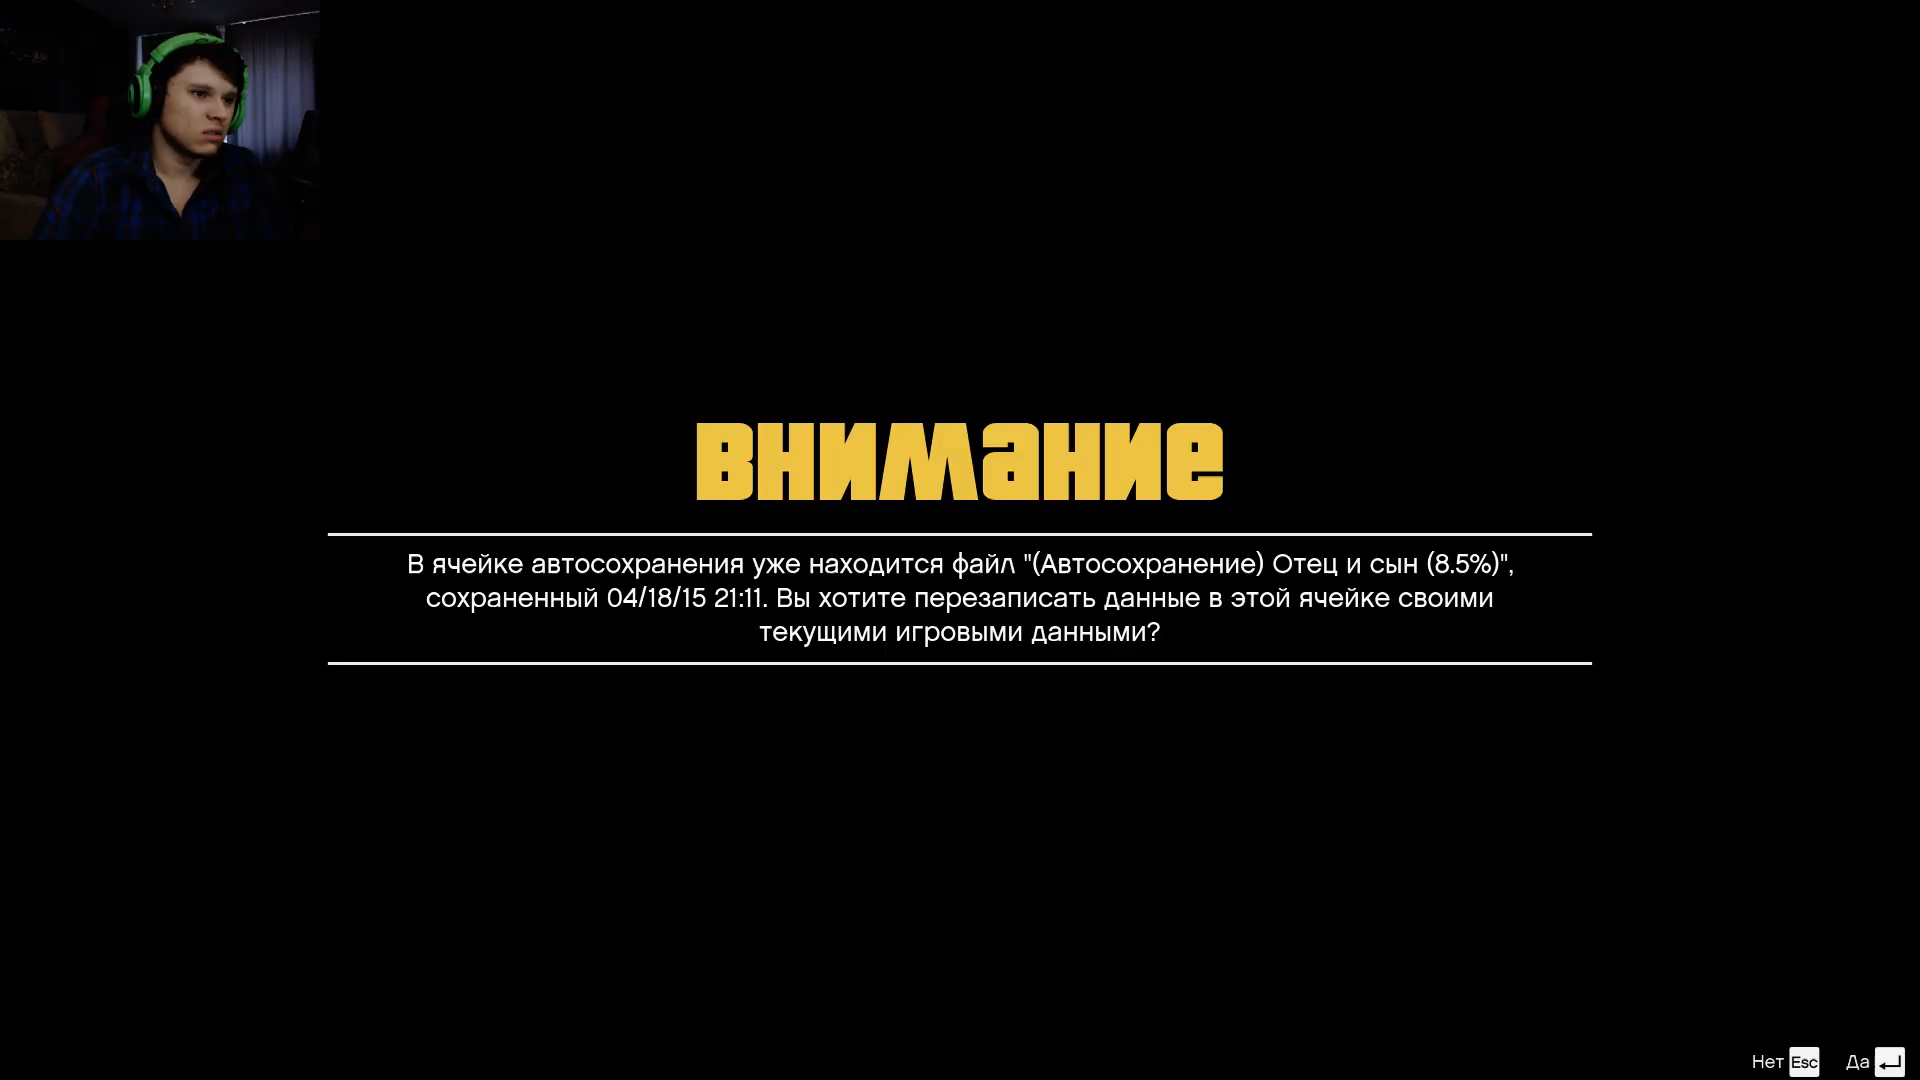 внимание
В ячейке автосохранения уже находится файл "(Автосохранение) Отец и сын (8.5%)",
сохраненный 04/18/15 21:11. Вы хотите перезаписать данные в этой ячейке своими
текущими игровыми данными?
Нет Esc Да